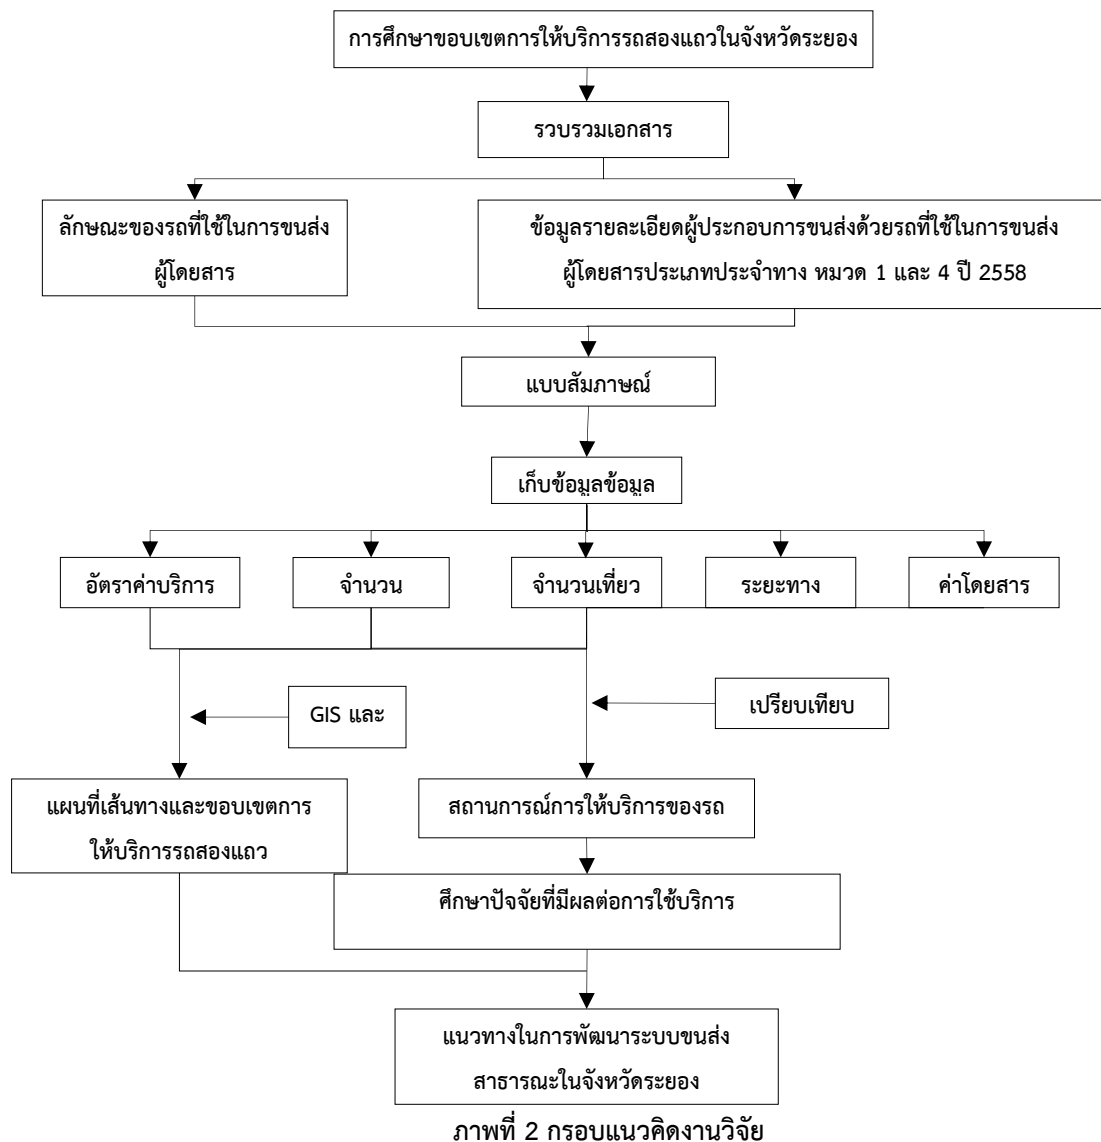 การศึกษาขอบเขตการให้บริการรถสองแถวในจังหวัดระยอง
รวบรวมเอกสาร
ลักษณะของรถที่ใช้ในการขนส่ง
ผู้โดยสาร
ข้อมูลรายละเอียดผู้ประกอบการขนส่งด้วยรถที่ใช้ในการขนส่ง
ผู้โดยสารประเภทประจำทาง หมวด 1 และ 4 ปี 2558
แบบสัมภาษณ์
เก็บข้อมูลข้อมูล
อัตราค่าบริการ
จำนวน
จำนวนเที่ยว
ระยะทาง
ค่าโดยสาร
GIS และ
เปรียบเทียบ
แผนที่เส้นทางและขอบเขตการ
ให้บริการรถสองแถว
สถานการณ์การให้บริการของรถ
ศึกษาปัจจัยที่มีผลต่อการใช้บริการ
แนวทางในการพัฒนาระบบขนส่ง
สาธารณะในจังหวัดระยอง
ภาพที่ 2 กรอบแนวคิดงานวิจัย